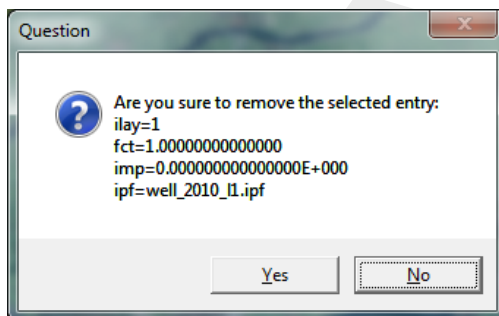 Question
Are you sure to remove the selected entry:
ilay=1
fct=1.00000000000000
imp=0.000000000000000E+000
ipf=well_2010_l1.ipf
Yes
No